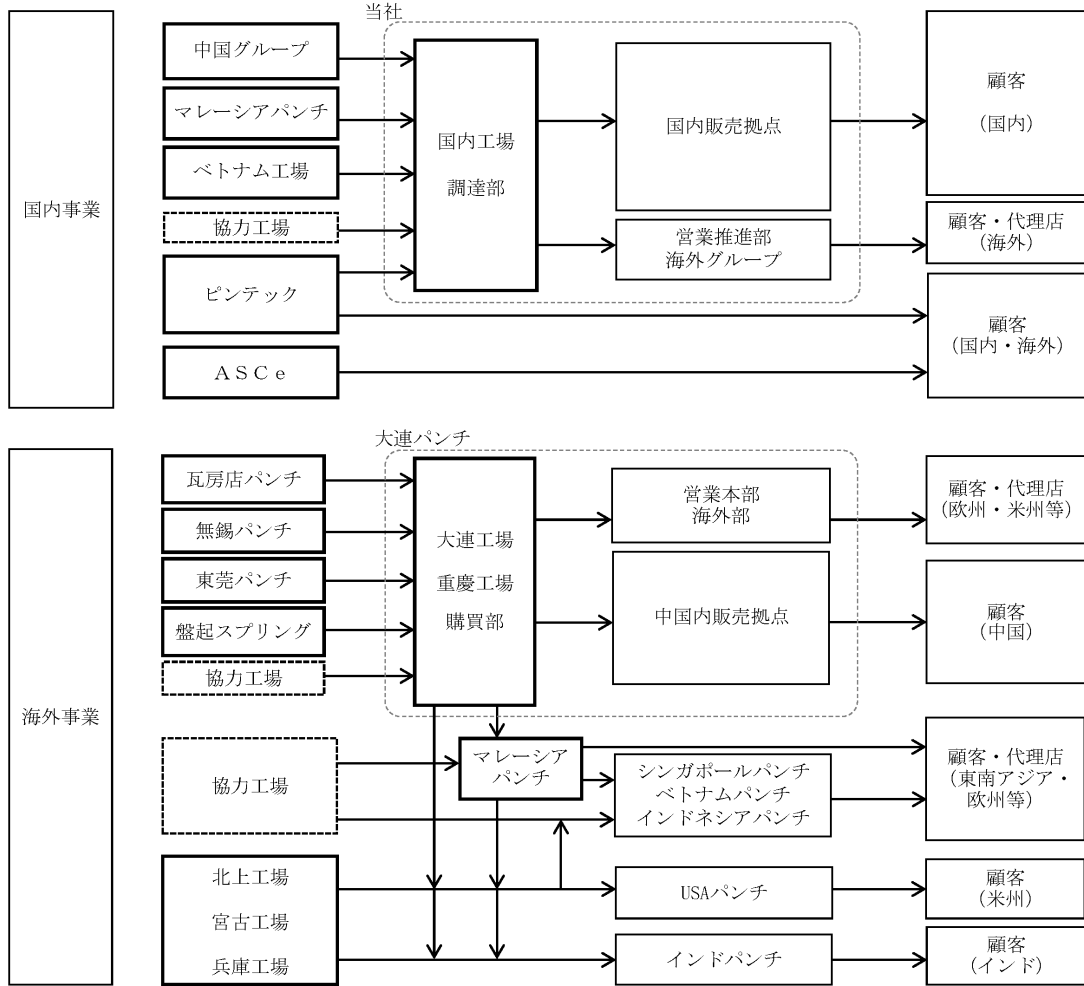 当社
国内事業
中国グループ
マレーシアパンチ
ベトナム工場
協力工場
ピンテック
ＡＳＣｅ
国内工場
調達部
国内販売拠点
営業推進部
海外グループ
顧客
（国内）
顧客・代理店
（海外）
顧客
（国内・海外）
大連パンチ
海外事業
瓦房店パンチ
無錫パンチ
東莞パンチ
盤起スプリング
協力工場
大連工場
重慶工場
購買部
営業本部
海外部
中国内販売拠点
顧客・代理店
（欧州・米州等）
顧客
（中国）
協力工場
マレーシア
パンチ
シンガポールパンチ
ベトナムパンチ
インドネシアパンチ
顧客・代理店
（東南アジア・
欧州等）
北上工場
宮古工場
兵庫工場
USAパンチ
顧客
（米州）
インドパンチ
顧客
（インド）